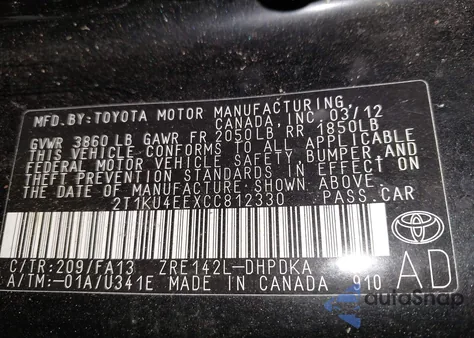 MFD.BY:TOYOTA MOTOR MANUFACTURING,
CANADA,INC. 03/12
GVWR 3860LB GAWR FR 2050LB RR 1850LB
THIS VEHICLE CONFORMS TO ALL APPLICABLE
FEDERAL MOTOR VEHICLE SAFETY,BUMPER,AND
THEFT PREVENTION STANDARDS IN EFFECT ON
THE DATE OF MANUFACTURE SHOWN ABOVE.
2T1KU4EEXCC812330 PASS.CAR
C/TR:209/FA13 ZRE142L-DHPDKA
A/TM:-01A/U341E MADE IN CANADA 910
TOYOTA
AD
autoSnap